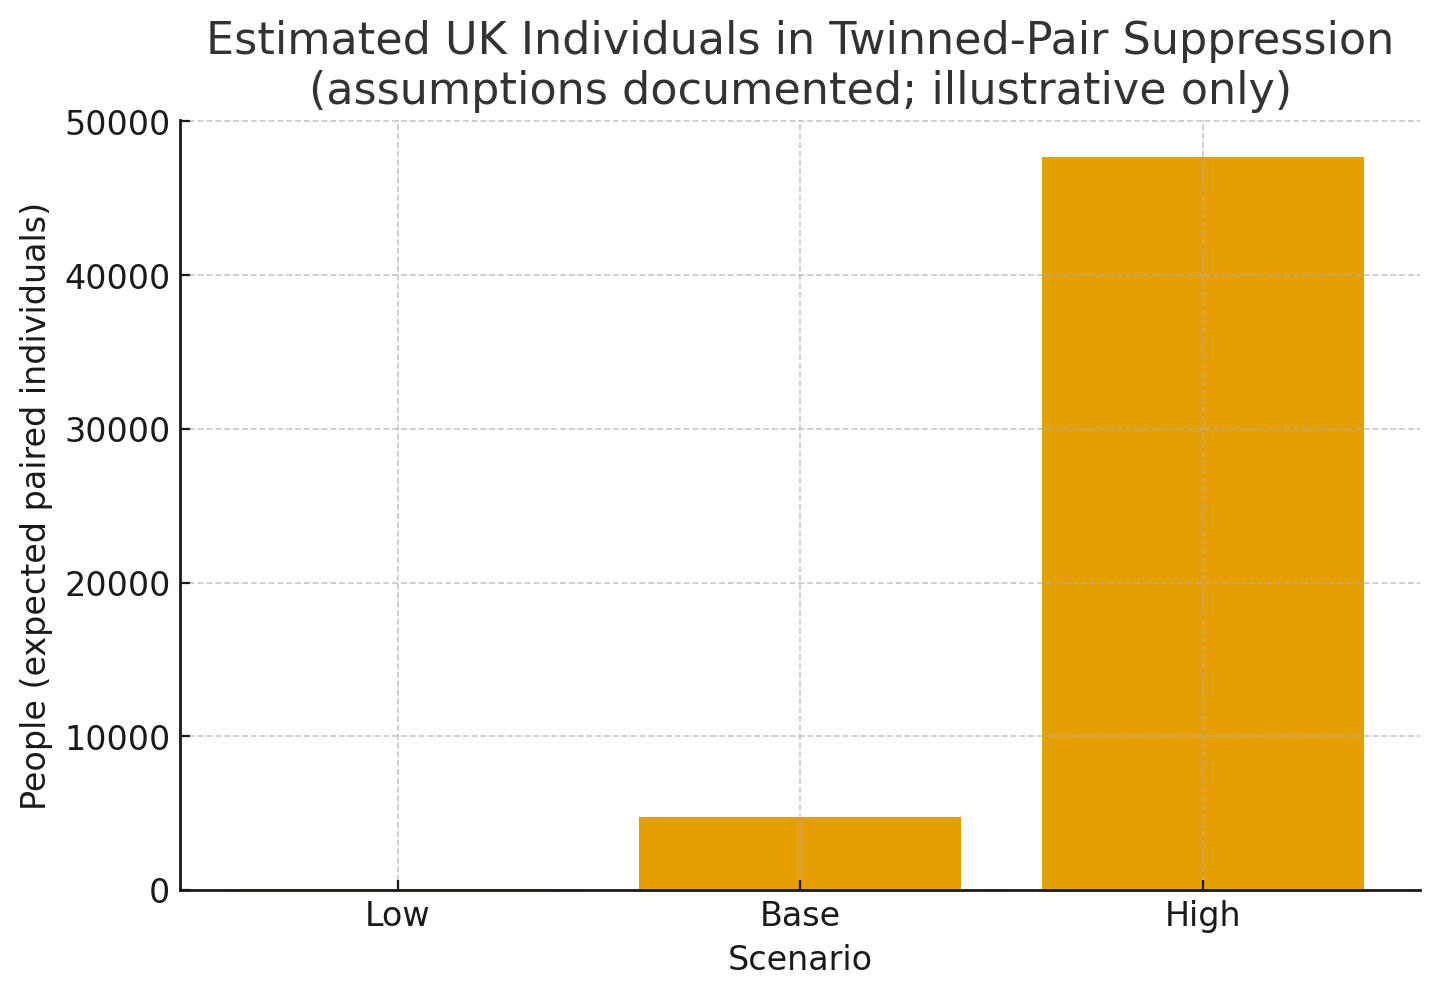 Estimated UK Individuals in Twinned-Pair Suppression
(assumptions documented; illustrative only)
People (expected paired individuals)
50000
40000
30000
20000
10000
0
Low
Base
High
Scenario